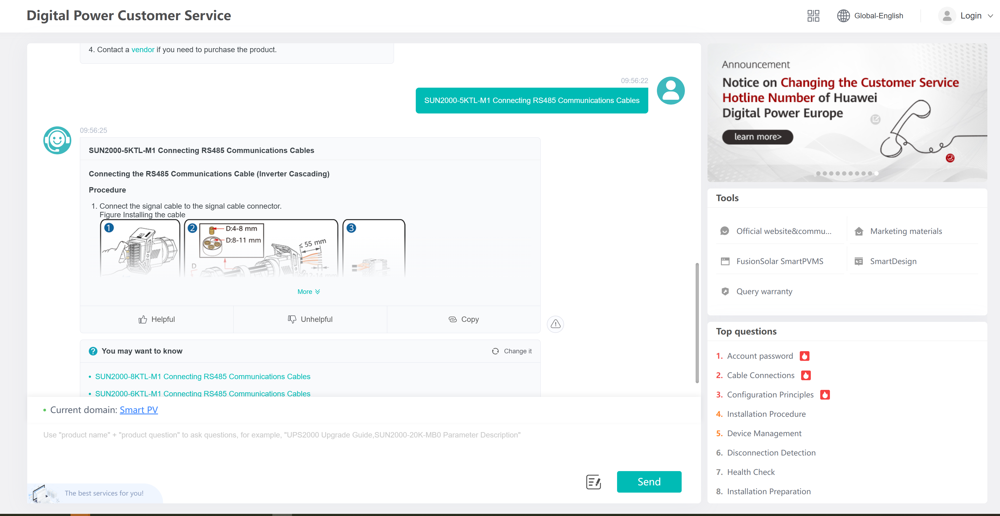 Digital Power Customer Service
Global-English
Login
4. Contact a vendor if you need to purchase the product.
09:56:22
SUN2000-5KTL-M1 Connecting RS485 Communications Cables
09:56:25
SUN2000-5KTL-M1 Connecting RS485 Communications Cables
Connecting the RS485 Communications Cable (Inverter Cascading)
Procedure
1. Connect the signal cable to the signal cable connector.
Figure Installing the cable
1
2
D:4-8 mm
D:8-11 mm
≤ 55 mm
D
12-14 mm
3
More
Helpful
Unhelpful
Copy
You may want to know
Change it
• SUN2000-8KTL-M1 Connecting RS485 Communications Cables
• SUN2000-6KTL-M1 Connecting RS485 Communications Cables
• Current domain: Smart PV
Use "product name" + "product question" to ask questions, for example, "UPS2000 Upgrade Guide,SUN2000-20K-MB0 Parameter Description"
Send
The best services for you!
Announcement
Notice on Changing the Customer Service
Hotline Number of Huawei
Digital Power Europe
learn more>
Tools
Official website&commu...
Marketing materials
FusionSolar SmartPVMS
SmartDesign
Query warranty
Top questions
1. Account password
2. Cable Connections
3. Configuration Principles
4. Installation Procedure
5. Device Management
6. Disconnection Detection
7. Health Check
8. Installation Preparation